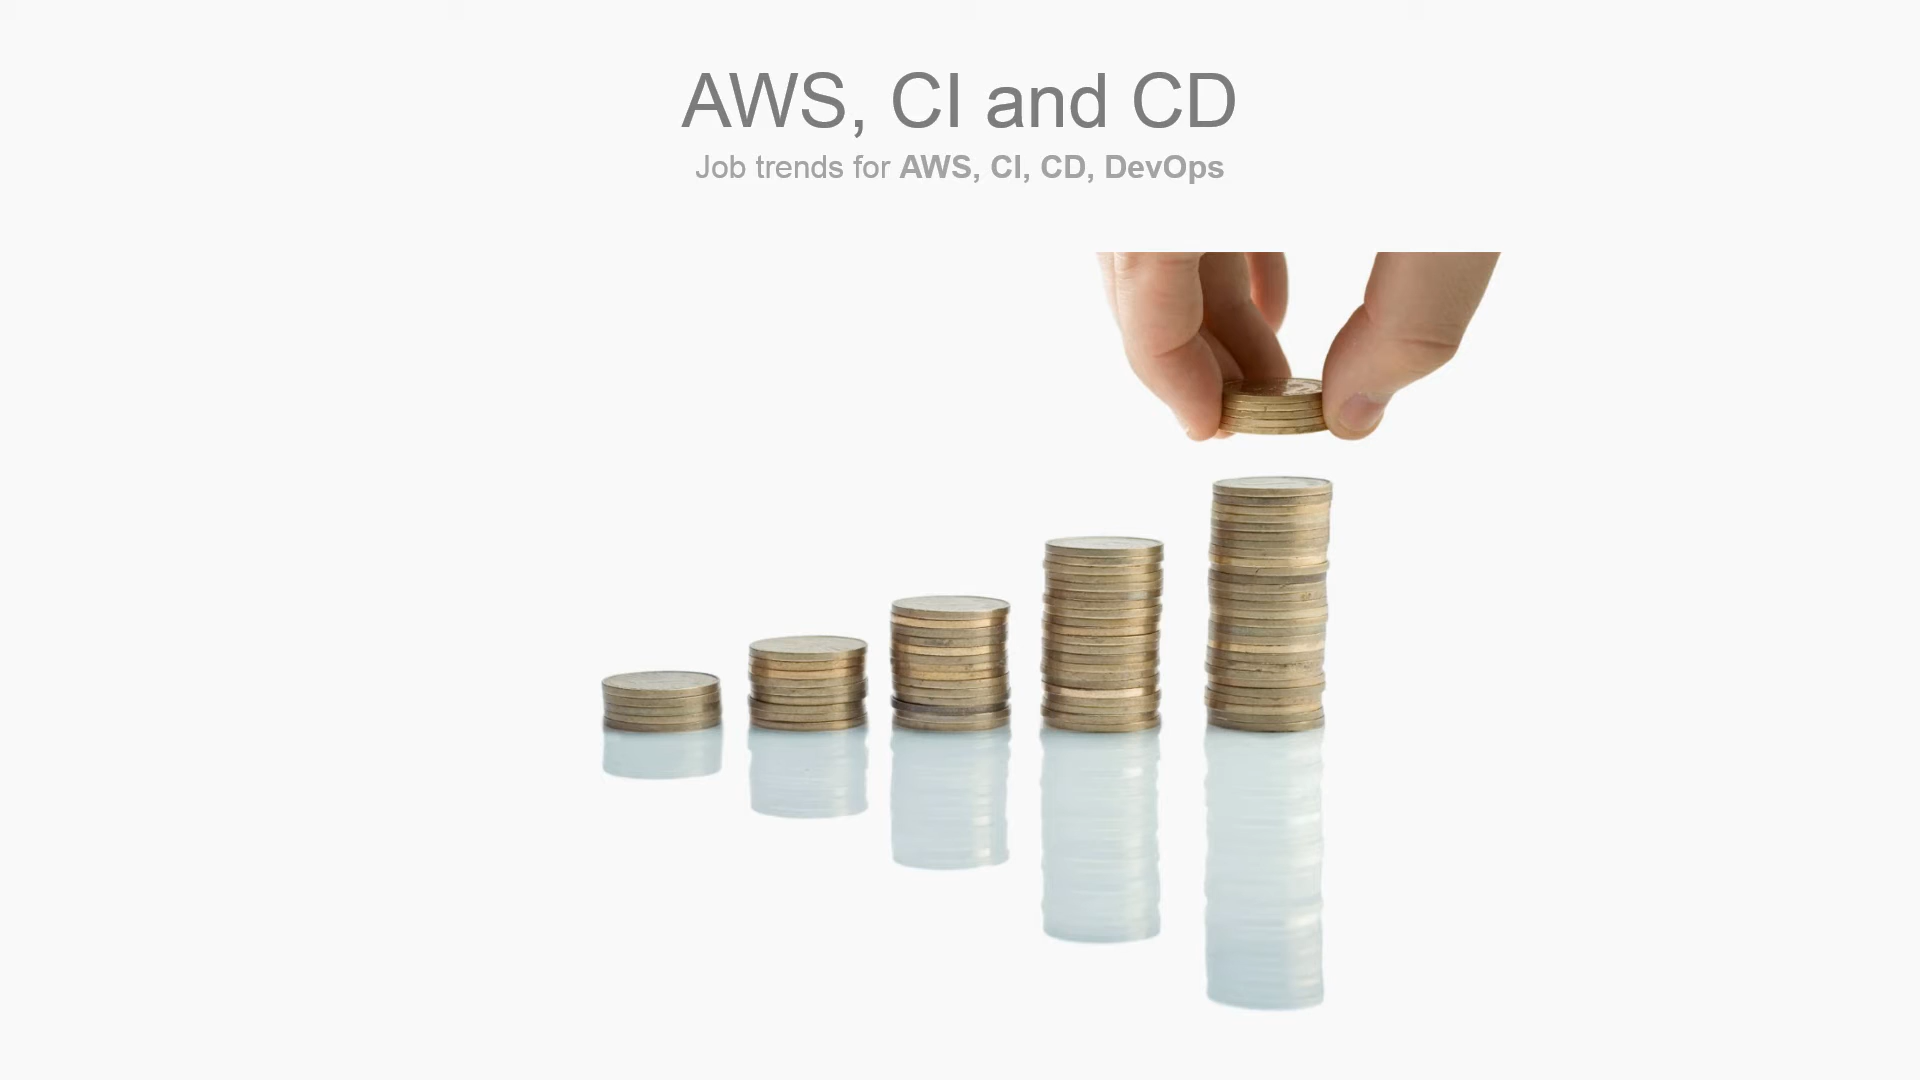 AWS, CI and CD
Job trends for AWS, CI, CD, DevOps